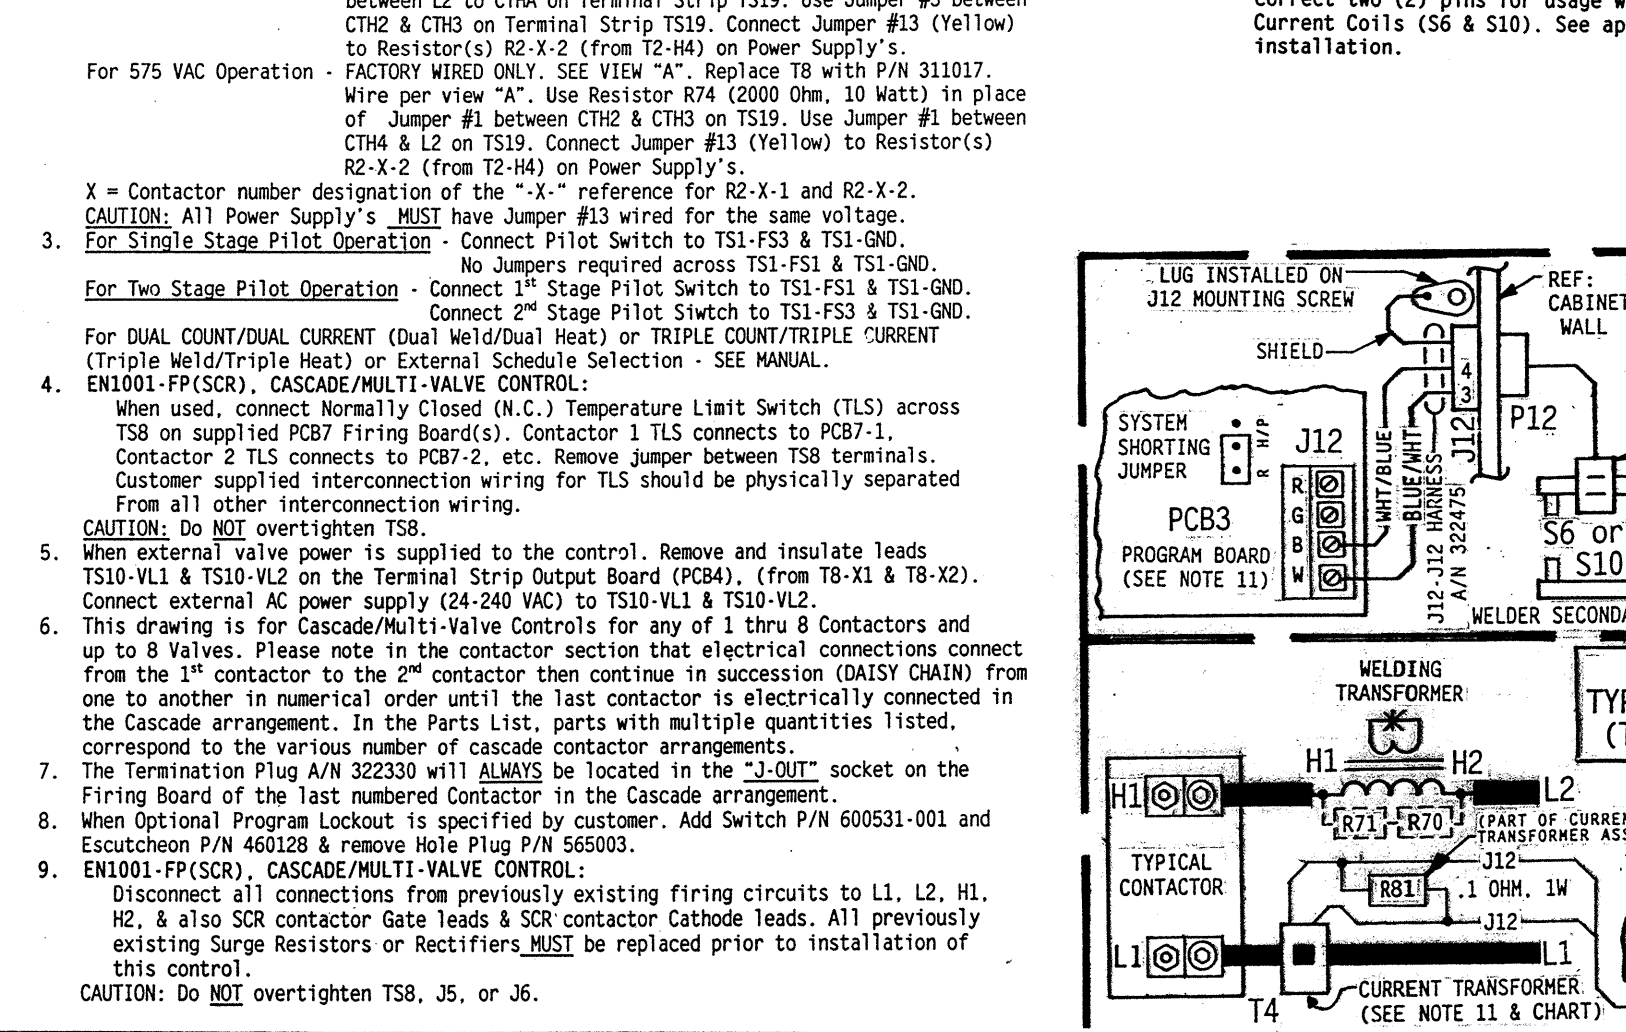 between L2 to CTHA on Terminal Strip TS19. Use Jumper #3 between
CTH2 & CTH3 on Terminal Strip TS19. Connect Jumper #13 (Yellow)
to Resistor(s) R2-X-2 (from T2-H4) on Power Supply's.
For 575 VAC Operation - FACTORY WIRED ONLY. SEE VIEW "A". Replace T8 with P/N 311017.
Wire per view "A". Use Resistor R74 (2000 Ohm, 10 Watt) in place
of Jumper #1 between CTH2 & CTH3 on TS19. Use Jumper #1 between
CTH4 & L2 on TS19. Connect Jumper #13 (Yellow) to Resistor(s)
R2-X-2 (from T2-H4) on Power Supply's.
X = Contactor number designation of the "-X-" reference for R2-X-1 and R2-X-2.
CAUTION: All Power Supply's MUST have Jumper #13 wired for the same voltage.
3. For Single Stage Pilot Operation - Connect Pilot Switch to TS1-FS3 & TS1-GND.
No Jumpers required across TS1-FS1 & TS1-GND.
For Two Stage Pilot Operation - Connect 1st Stage Pilot Switch to TS1-FS1 & TS1-GND.
Connect 2nd Stage Pilot Siwtch to TS1-FS3 & TS1-GND.
For DUAL COUNT/DUAL CURRENT (Dual Weld/Dual Heat) or TRIPLE COUNT/TRIPLE CURRENT
(Triple Weld/Triple Heat) or External Schedule Selection - SEE MANUAL.
4. EN1001-FP(SCR), CASCADE/MULTI-VALVE CONTROL:
When used, connect Normally Closed (N.C.) Temperature Limit Switch (TLS) across
TS8 on supplied PCB7 Firing Board(s). Contactor 1 TLS connects to PCB7-1,
Contactor 2 TLS connects to PCB7-2, etc. Remove jumper between TS8 terminals.
Customer supplied interconnection wiring for TLS should be physically separated
From all other interconnection wiring.
CAUTION: Do NOT overtighten TS8.
5. When external valve power is supplied to the control. Remove and insulate leads
TS10-VL1 & TS10-VL2 on the Terminal Strip Output Board (PCB4), (from T8-X1 & T8-X2).
Connect external AC power supply (24-240 VAC) to TS10-VL1 & TS10-VL2.
6. This drawing is for Cascade/Multi-Valve Controls for any of 1 thru 8 Contactors and
up to 8 Valves. Please note in the contactor section that electrical connections connect
from the 1st contactor to the 2nd contactor then continue in succession (DAISY CHAIN) from
one to another in numerical order until the last contactor is electrically connected in
the Cascade arrangement. In the Parts List, parts with multiple quantities listed,
correspond to the various number of cascade contactor arrangements.
7. The Termination Plug A/N 322330 will ALWAYS be located in the "J-OUT" socket on the
Firing Board of the last numbered Contactor in the Cascade arrangement.
8. When Optional Program Lockout is specified by customer. Add Switch P/N 600531-001 and
Escutcheon P/N 460128 & remove Hole Plug P/N 565003.
9. EN1001-FP(SCR), CASCADE/MULTI-VALVE CONTROL:
Disconnect all connections from previously existing firing circuits to L1, L2, H1,
H2, & also SCR contactor Gate leads & SCR contactor Cathode leads. All previously
existing Surge Resistors or Rectifiers MUST be replaced prior to installation of
this control.
CAUTION: Do NOT overtighten TS8, J5, or J6.
correct two (2) pins for usage w
Current Coils (S6 & S10). See ap
installation.
LUG INSTALLED ON
J12 MOUNTING SCREW
REF:
CABINET
WALL
SHIELD
4
3
J12
P12
SYSTEM
SHORTING
JUMPER
H/P
R
J12
R
G
B
W
PCB3
PROGRAM BOARD
(SEE NOTE 11)
WHT/BLUE
BLUE/WHT
J12-J12 HARNESS
A/N 322475
S6 or
S10
WELDER SECONDA
WELDING
TRANSFORMER
TYP
(T
H1
H2
H1
L2
R71
R70
(PART OF CURREN
TRANSFORMER ASS
J12
TYPICAL
CONTACTOR
R81
.1 OHM, 1W
J12
L1
L1
T4
CURRENT TRANSFORMER
(SEE NOTE 11 & CHART)